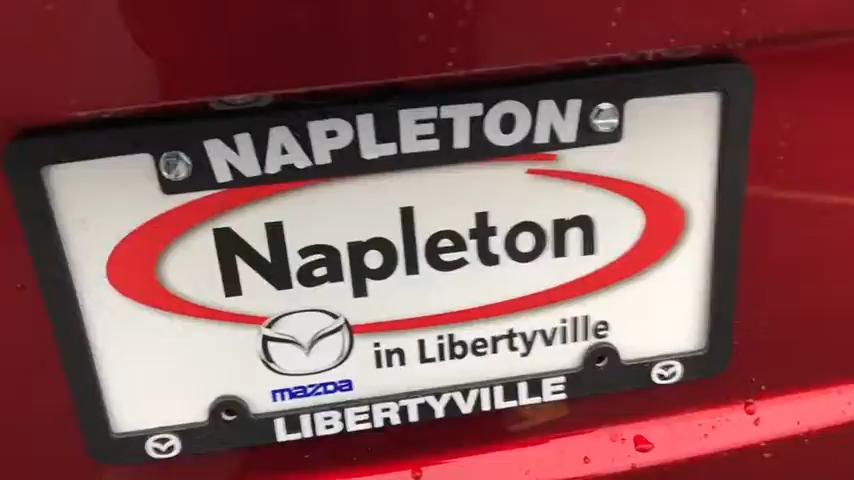 NAPLETON
Napleton
in Libertyville
mazda
LIBERTYVILLE